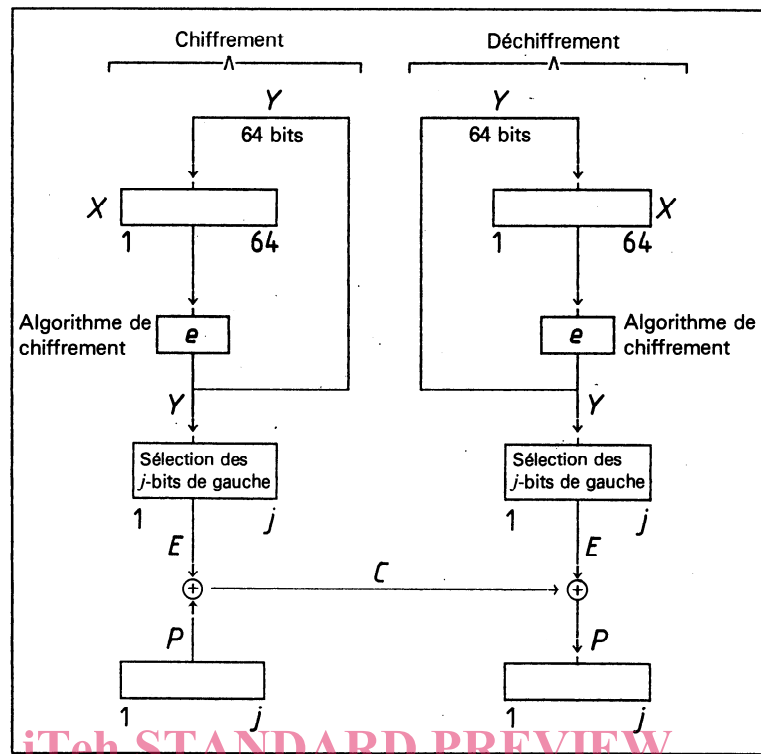 Chiffrement
Déchiffrement
Y
64 bits
Y
64 bits
X
1
64
X
1
64
Algorithme de
chiffrement
e
e
Algorithme de
chiffrement
Y
Y
Sélection des
j-bits de gauche
1
j
Sélection des
j-bits de gauche
1
j
E
E
C
P
P
1
j
1
j
iTeh STANDARD PREVIEW